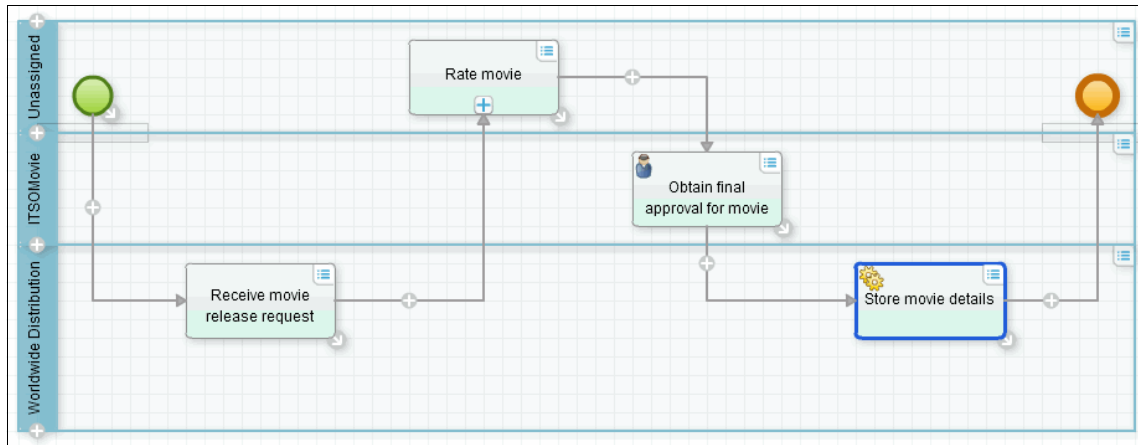 Unassigned
Rate movie
ITSOMovie
Obtain final
approval for movie
Worldwide Distribution
Receive movie
release request
Store movie details